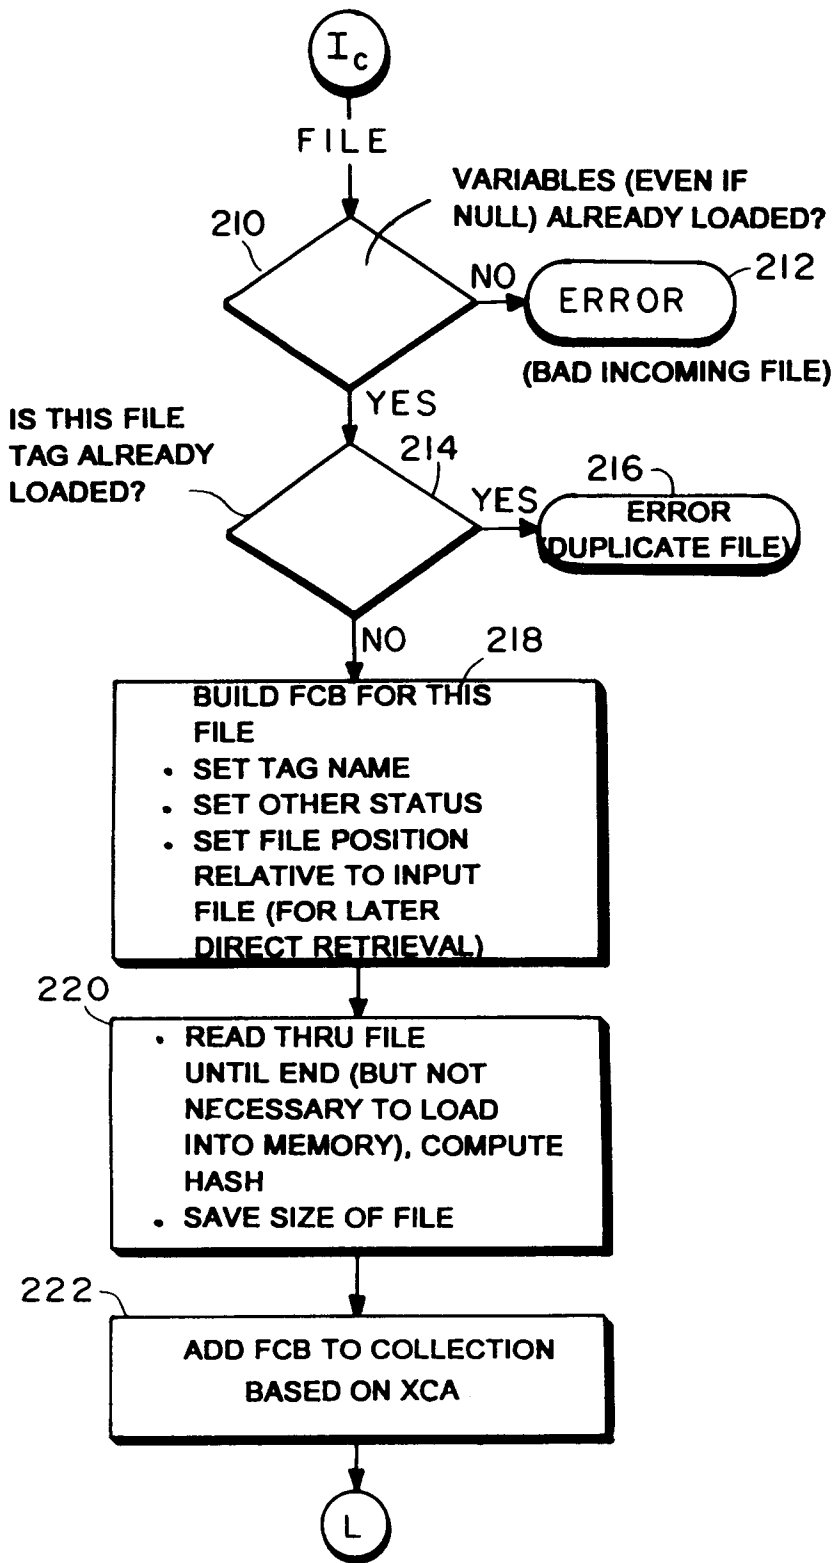 I_C
FILE
VARIABLES (EVEN IF
NULL) ALREADY LOADED?
210
NO
ERROR
212
(BAD INCOMING FILE)
YES
IS THIS FILE
TAG ALREADY
LOADED?
214
YES
216
ERROR
(DUPLICATE FILE)
NO
218
BUILD FCB FOR THIS
FILE
• SET TAG NAME
• SET OTHER STATUS
• SET FILE POSITION
RELATIVE TO INPUT
FILE (FOR LATER
DIRECT RETRIEVAL)
220
• READ THRU FILE
UNTIL END (BUT NOT
NECESSARY TO LOAD
INTO MEMORY), COMPUTE
HASH
• SAVE SIZE OF FILE
222
ADD FCB TO COLLECTION
BASED ON XCA
L